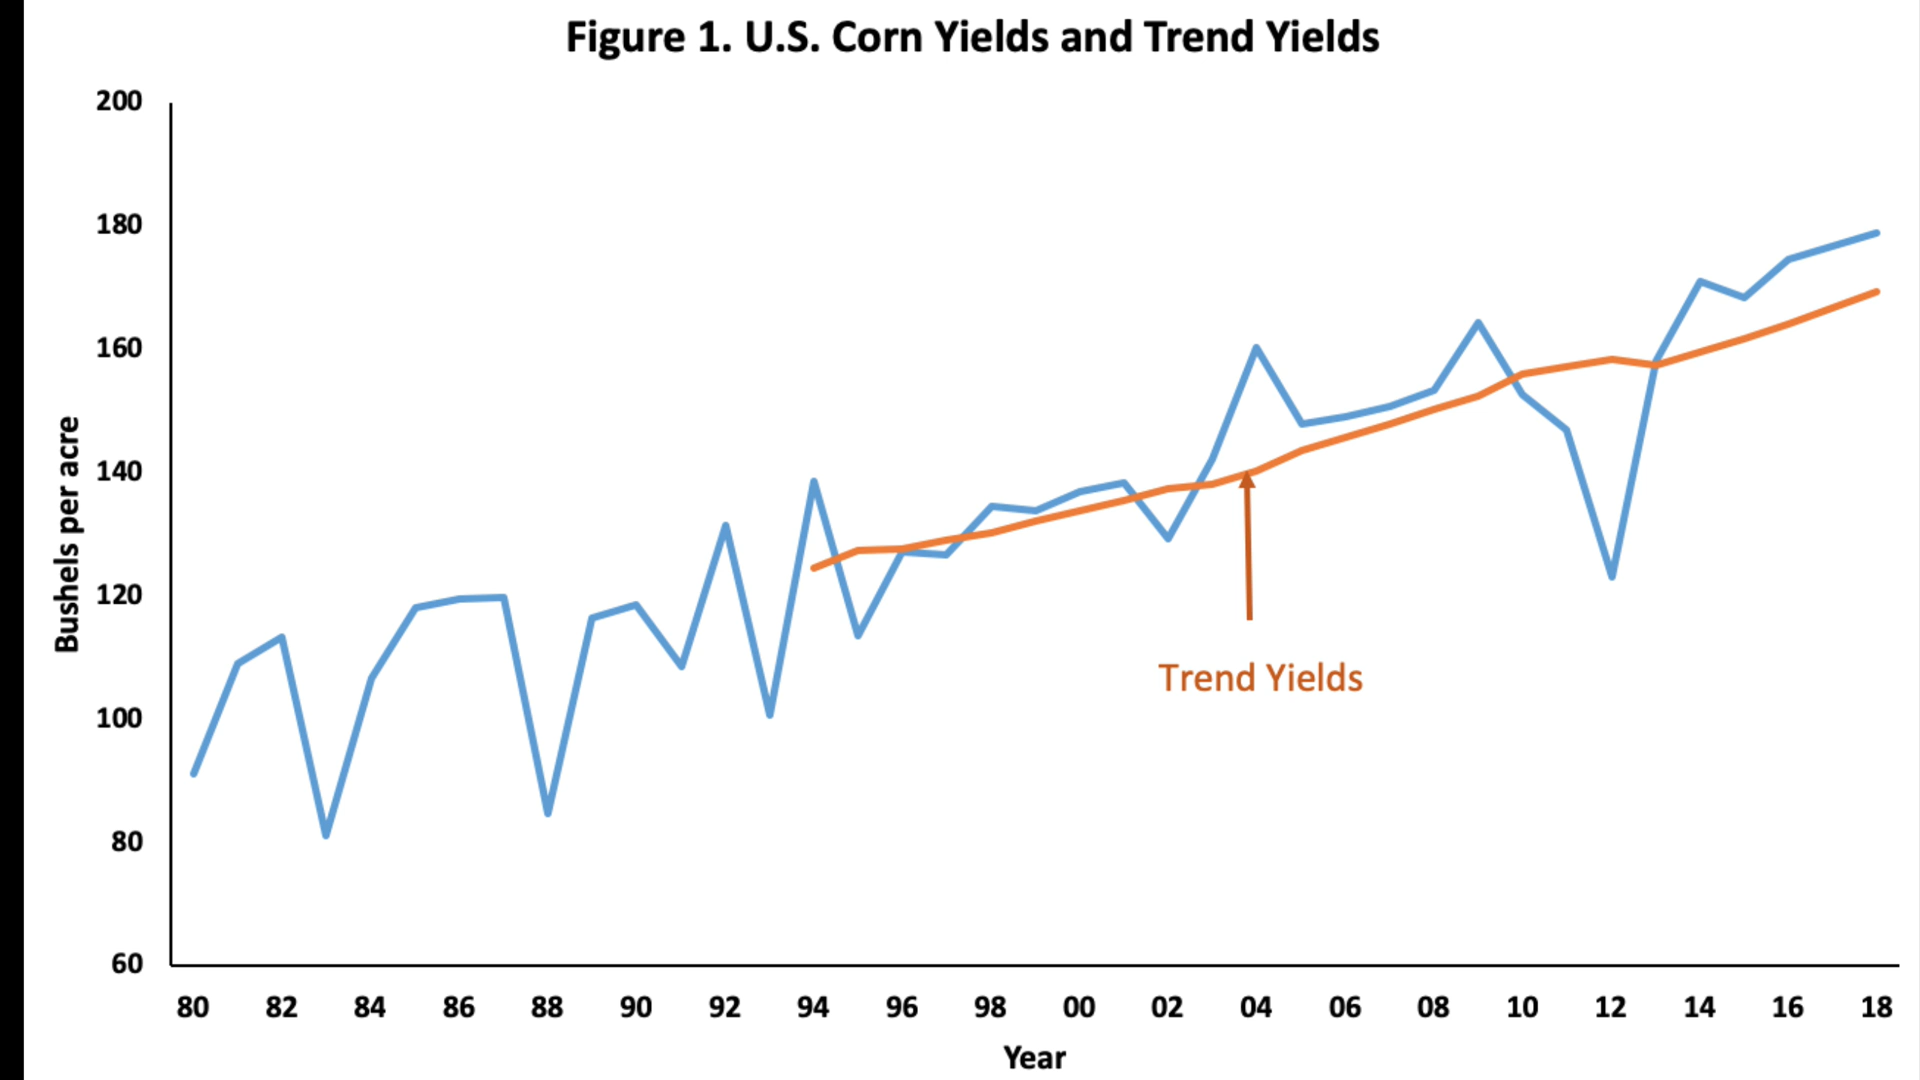 Figure 1. U.S. Corn Yields and Trend Yields
200
180
160
140
120
100
80
60
Bushels per acre
Trend Yields
80 82 84 86 88 90 92 94 96 98 00 02 04 06 08 10 12 14 16 18
Year